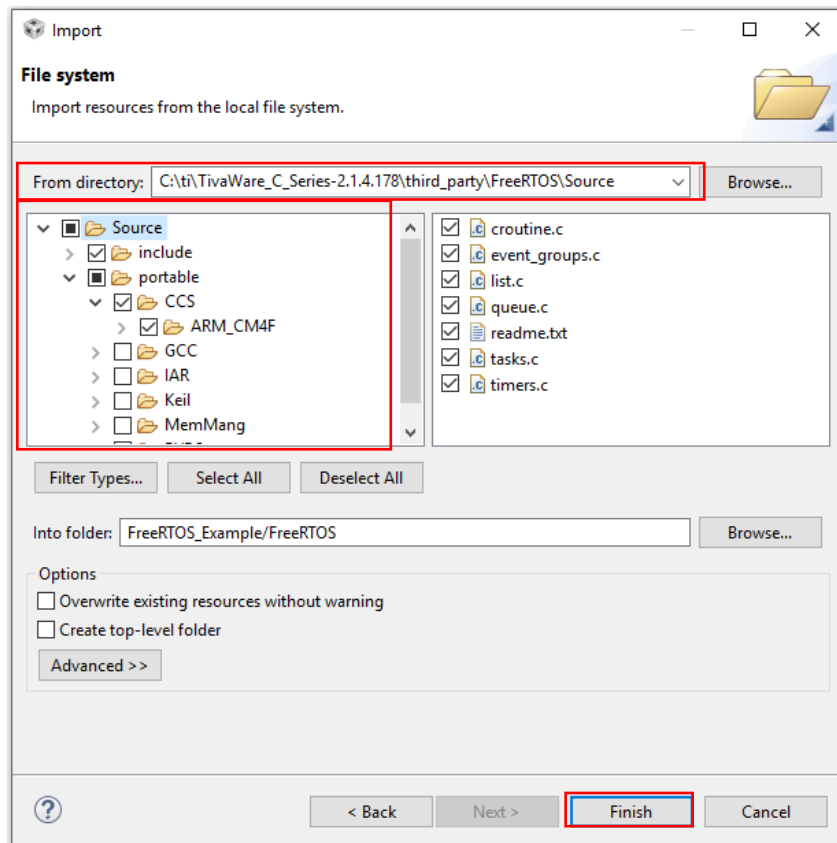 Import
File system
Import resources from the local file system.
From directory: C:\ti\TivaWare_C_Series-2.1.4.178\third_party\FreeRTOS\Source Browse...
Source
include
portable
CCS
ARM_CM4F
GCC
IAR
Keil
MemMang
croutine.c
event_groups.c
list.c
queue.c
readme.txt
tasks.c
timers.c
Filter Types... Select All Deselect All
Into folder: FreeRTOS_Example/FreeRTOS Browse...
Options
Overwrite existing resources without warning
Create top-level folder
Advanced >>
? < Back Next > Finish Cancel